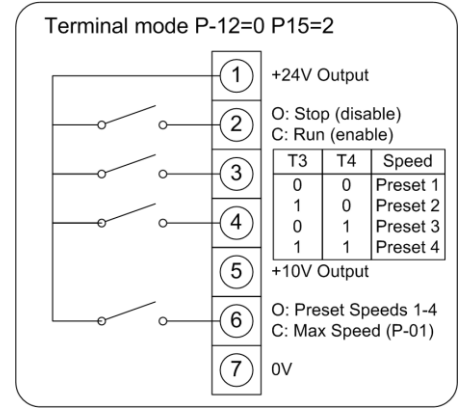 Terminal mode P-12=0 P15=2
1 +24V Output
2 O: Stop (disable)
C: Run (enable)
3 T3 T4 Speed
0 0 Preset 1
1 0 Preset 2
4 0 1 Preset 3
1 1 Preset 4
5 +10V Output
6 O: Preset Speeds 1-4
C: Max Speed (P-01)
7 0V